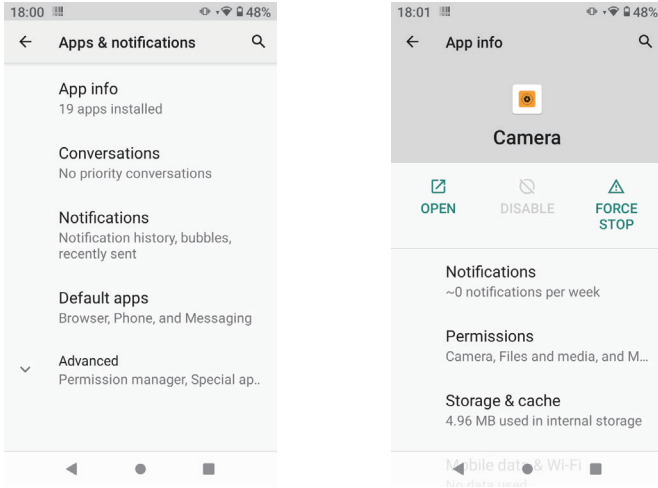 18:00
48%
Apps & notifications
App info
19 apps installed
Conversations
No priority conversations
Notifications
Notification history, bubbles,
recently sent
Default apps
Browser, Phone, and Messaging
Advanced
Permission manager, Special ap..
18:01
48%
App info
Camera
OPEN
DISABLE
FORCE
STOP
Notifications
~0 notifications per week
Permissions
Camera, Files and media, and M...
Storage & cache
4.96 MB used in internal storage
Mobile data & Wi-Fi
No data used